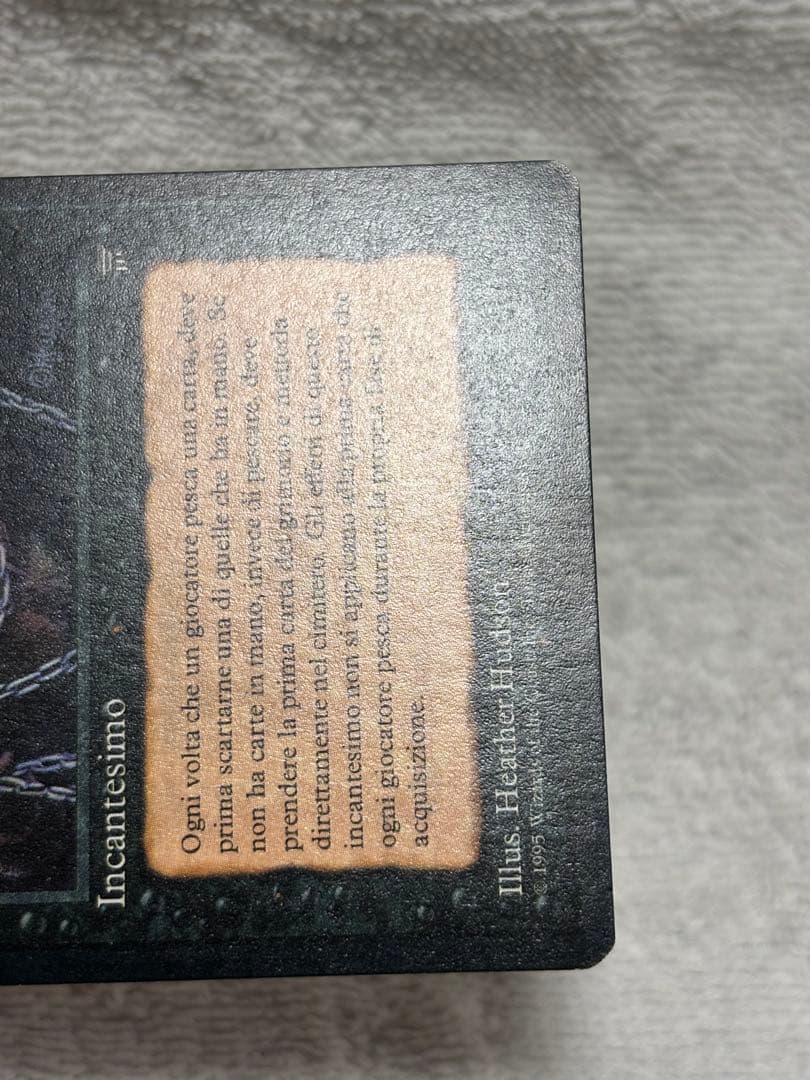 Incantesimo
Ogni volta che un giocatore pesca una carta, deve
prima scartarne una di quelle che ha in mano. Se
non ha carte in mano, invece di pescare, deve
prendere la prima carta del grimorio e metterla
direttamente nel cimitero. Gli effetti di questo
incantesimo non si applicano alla prima carta che
ogni giocatore pesca durante la propria fase di
acquisizione.
Illus. Heather Hudson
© 1995 Wizards of the